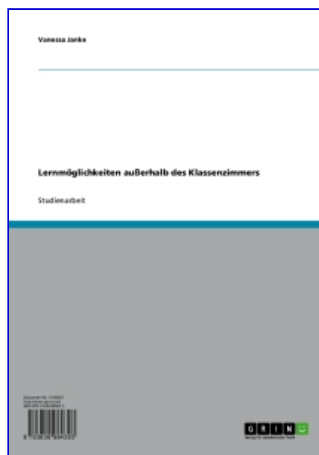 Vanessa Janke
Lernmöglichkeiten außerhalb des Klassenzimmers
Studienarbeit
GRIN